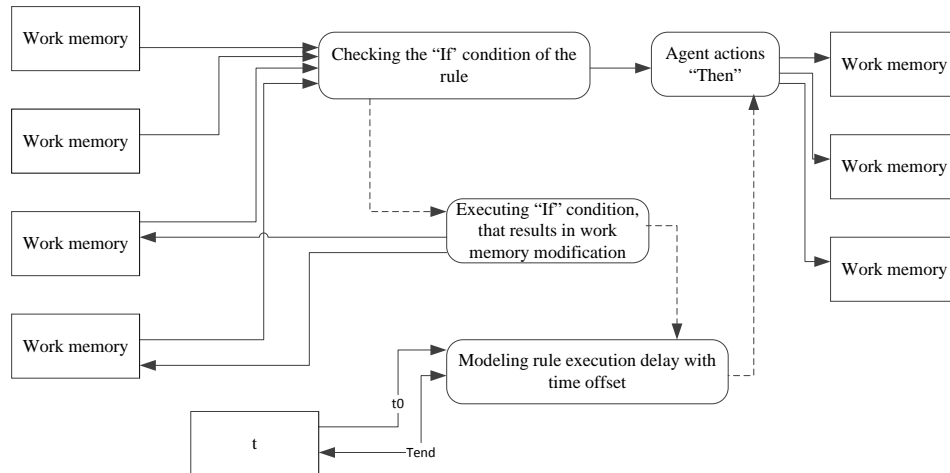 Work memory
Work memory
Work memory
Work memory
Checking the “If’ condition of the
rule
Agent actions
“Then”
Work memory
Work memory
Work memory
Executing “If” condition,
that results in work
memory modification
Modeling rule execution delay with
time offset
t0
t
Tend